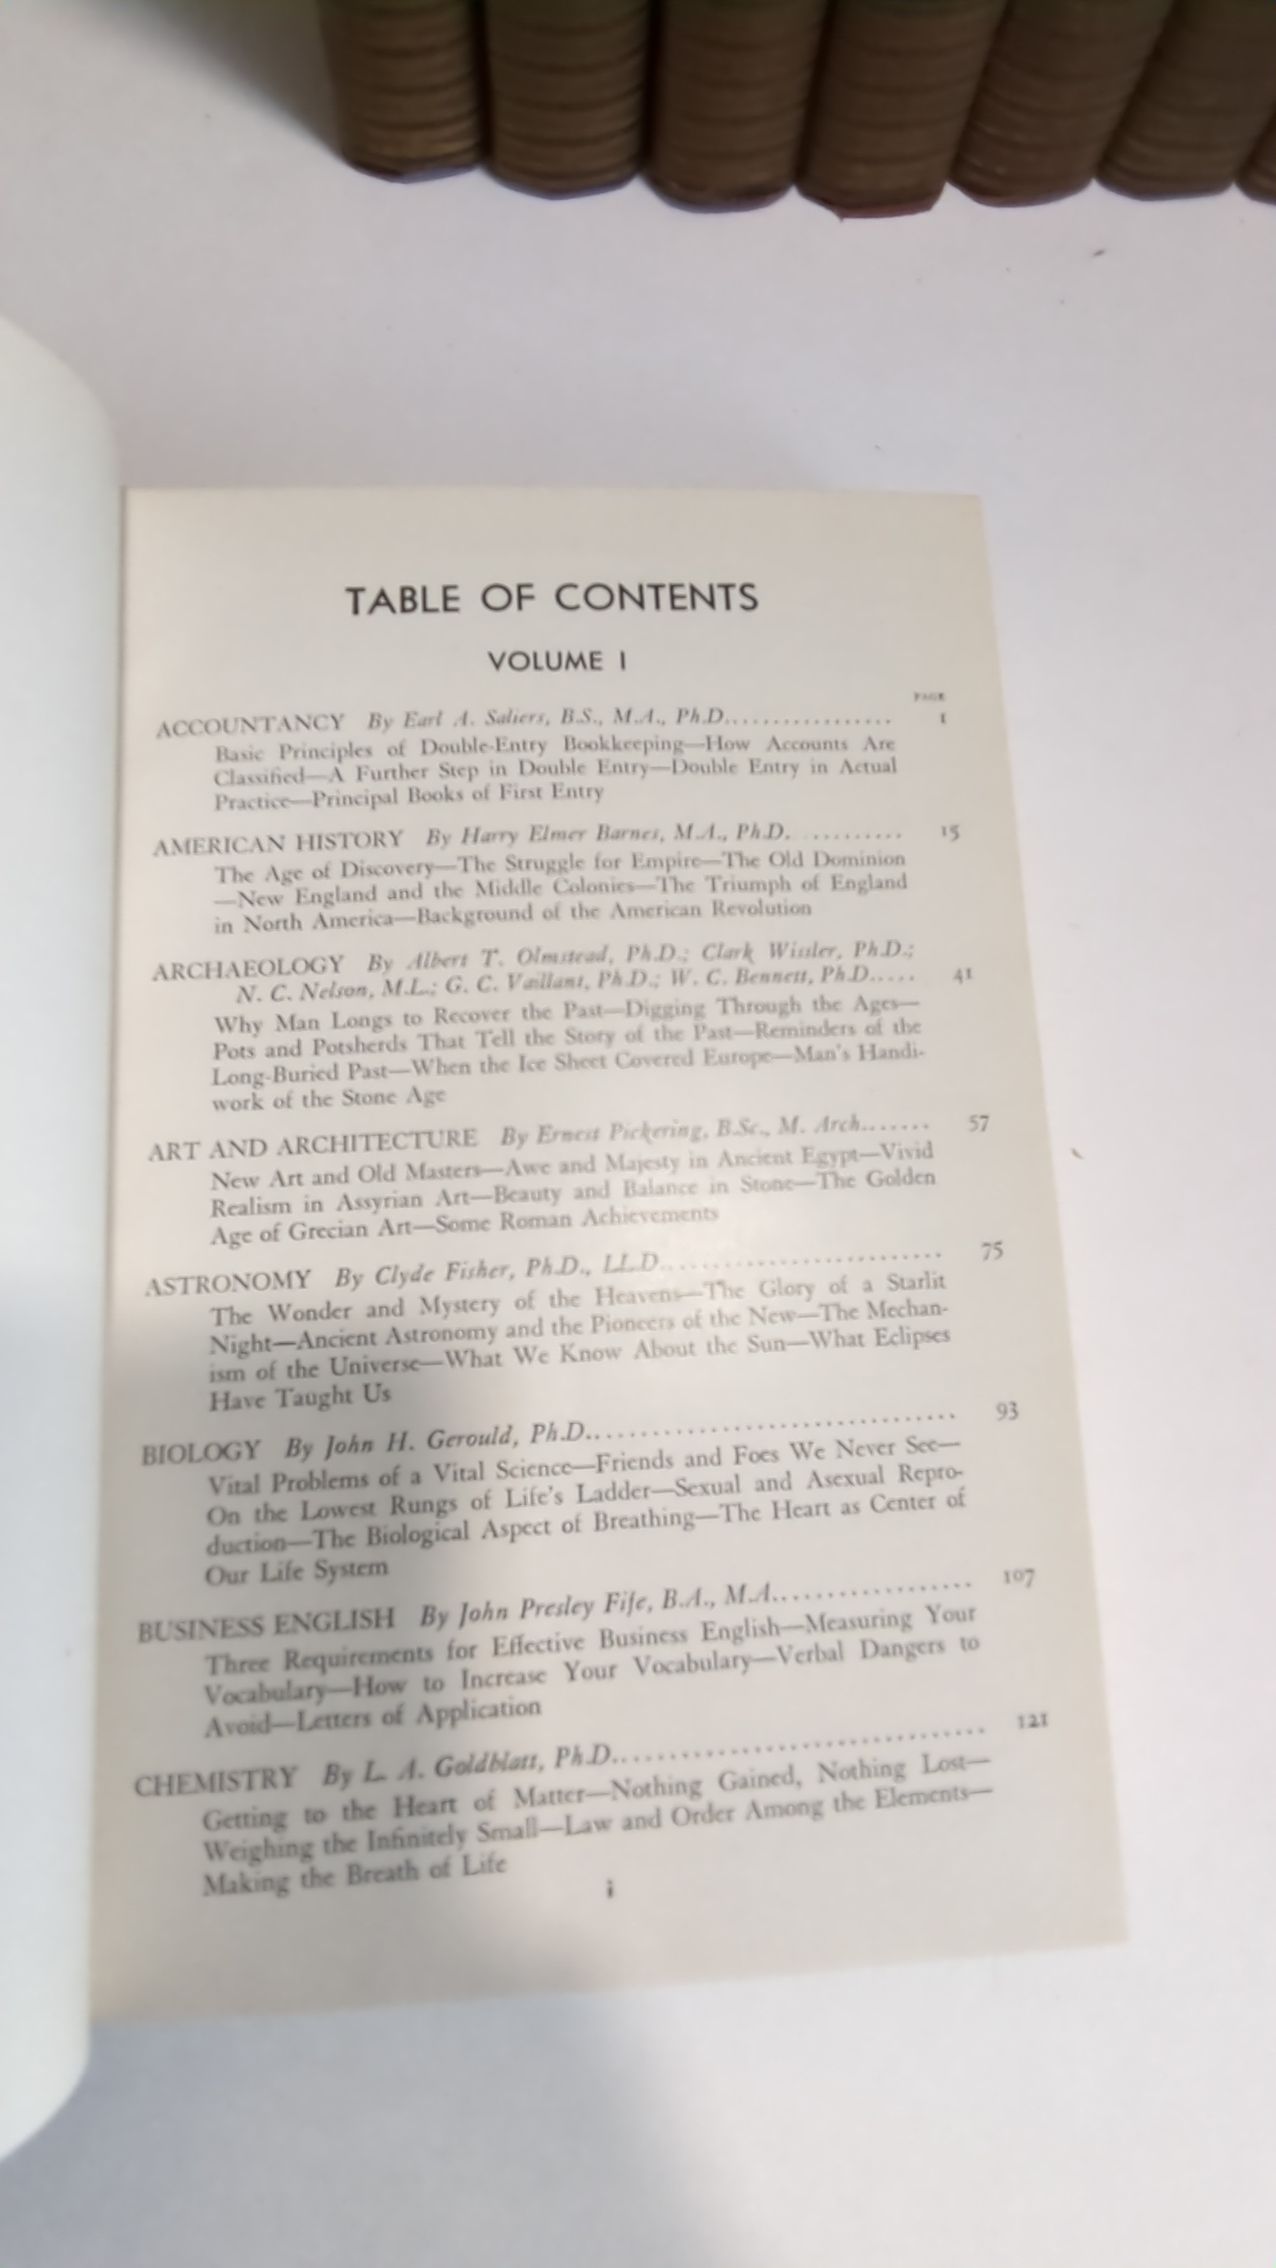 TABLE OF CONTENTS
VOLUME I
PAGE
ACCOUNTANCY By Earl A. Saliers, B.S., M.A., Ph.D.................. 1
Basic Principles of Double-Entry Bookkeeping—How Accounts Are
Classified—A Further Step in Double Entry—Double Entry in Actual
Practice—Principal Books of First Entry
AMERICAN HISTORY By Harry Elmer Barnes, M.A., Ph.D. .......... 15
The Age of Discovery—The Struggle for Empire—The Old Dominion
—New England and the Middle Colonies—The Triumph of England
in North America—Background of the American Revolution
ARCHAEOLOGY By Albert T. Olmstead, Ph.D.; Clark Wissler, Ph.D.;
N. C. Nelson, M.L.; G. C. Vaillant, Ph.D.; W. C. Bennett, Ph.D..... 41
Why Man Longs to Recover the Past—Digging Through the Ages—
Pots and Potsherds That Tell the Story of the Past—Reminders of the
Long-Buried Past—When the Ice Sheet Covered Europe—Man's Handi-
work of the Stone Age
ART AND ARCHITECTURE By Ernest Pickering, B.Sc., M. Arch....... 57
New Art and Old Masters—Awe and Majesty in Ancient Egypt—Vivid
Realism in Assyrian Art—Beauty and Balance in Stone—The Golden
Age of Grecian Art—Some Roman Achievements
ASTRONOMY By Clyde Fisher, Ph.D., LL.D.......................... 75
The Wonder and Mystery of the Heavens—The Glory of a Starlit
Night—Ancient Astronomy and the Pioneers of the New—The Mechan-
ism of the Universe—What We Know About the Sun—What Eclipses
Have Taught Us
BIOLOGY By John H. Gerould, Ph.D................................. 93
Vital Problems of a Vital Science—Friends and Foes We Never See—
On the Lowest Rungs of Life's Ladder—Sexual and Asexual Repro-
duction—The Biological Aspect of Breathing—The Heart as Center of
Our Life System
BUSINESS ENGLISH By John Presley Fife, B.A., M.A.................. 107
Three Requirements for Effective Business English—Measuring Your
Vocabulary—How to Increase Your Vocabulary—Verbal Dangers to
Avoid—Letters of Application
CHEMISTRY By L. A. Goldblatt, Ph.D................................. 121
Getting to the Heart of Matter—Nothing Gained, Nothing Lost—
Weighing the Infinitely Small—Law and Order Among the Elements—
Making the Breath of Life
i